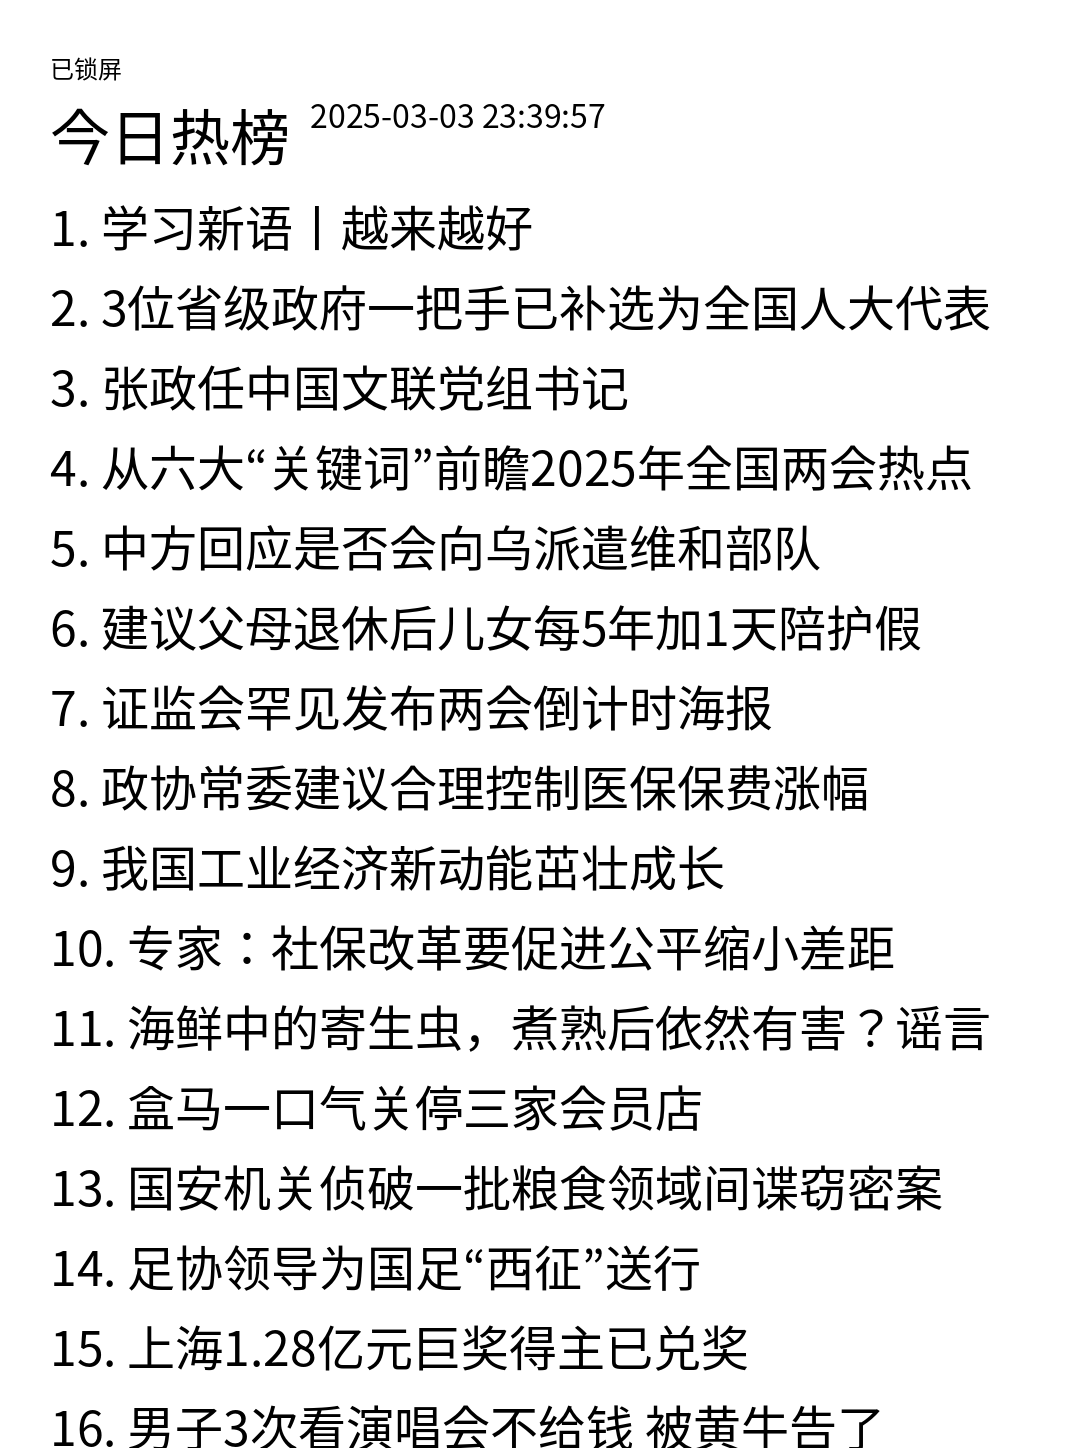 已锁屏
今日热榜 2025-03-03 23:39:57
1. 学习新语丨越来越好
2. 3位省级政府一把手已补选为全国人大代表
3. 张政任中国文联党组书记
4. 从六大“关键词”前瞻2025年全国两会热点
5. 中方回应是否会向乌派遣维和部队
6. 建议父母退休后儿女每5年加1天陪护假
7. 证监会罕见发布两会倒计时海报
8. 政协常委建议合理控制医保保费涨幅
9. 我国工业经济新动能茁壮成长
10. 专家：社保改革要促进公平缩小差距
11. 海鲜中的寄生虫，煮熟后依然有害？谣言
12. 盒马一口气关停三家会员店
13. 国安机关侦破一批粮食领域间谍窃密案
14. 足协领导为国足“西征”送行
15. 上海1.28亿元巨奖得主已兑奖
16. 男子3次看演唱会不给钱 被黄牛告了